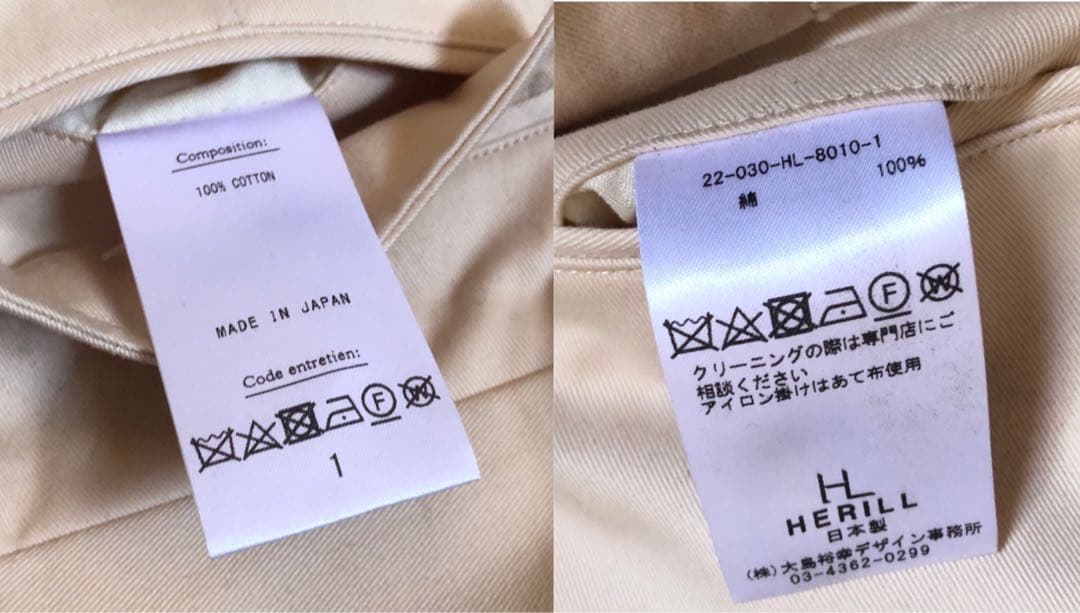 Composition:
100% COTTON
MADE IN JAPAN
Code entretien:
F W
1
22-030-HL-8010-1
綿 100%
F W
クリーニングの際は専門店にご
相談ください
アイロン掛けはあて布使用
HL
HERILL
日本製
(株)大島裕幸デザイン事務所
03-4362-0299